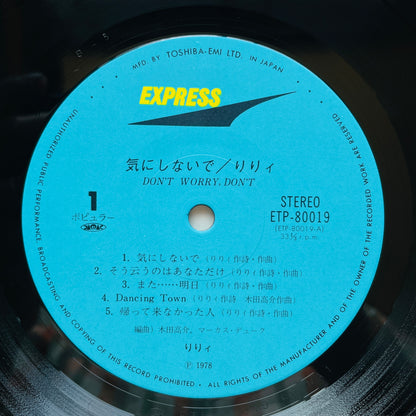 MFD. BY TOSHIBA-EMI LTD. IN JAPAN
EXPRESS
気にしないで/りりィ
DON'T WORRY, DON'T
1
ポピュラー
STEREO
ETP-80019
(ETP-80019-A)
33⅓ r.p.m.
1. 気にしないで (りりィ作詩・作曲)
2. そう云うのはあなただけ (りりィ作詩・作曲)
3. また……明日 (りりィ作詩・作曲)
4. Dancing Town (りりィ作詩 木田高介作曲)
5. 帰って来なかった人 (りりィ作詩・作曲)
編曲) 木田高介、マーカス・デューク
りりィ
Ⓟ 1978
UNAUTHORIZED PUBLIC PERFORMANCE, BROADCASTING AND COPYING OF THIS RECORD PROHIBITED • ALL RIGHTS OF THE MANUFACTURER AND OF THE OWNER OF THE RECORDED WORK ARE RESERVED